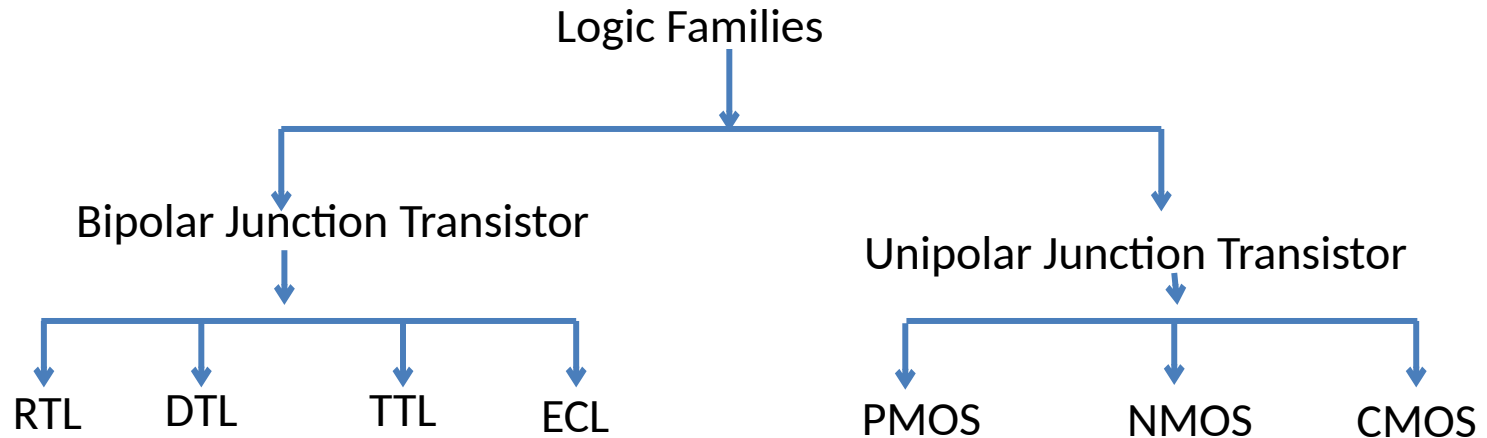 Logic Families
Bipolar Junction Transistor
Unipolar Junction Transistor
RTL DTL TTL ECL PMOS NMOS CMOS